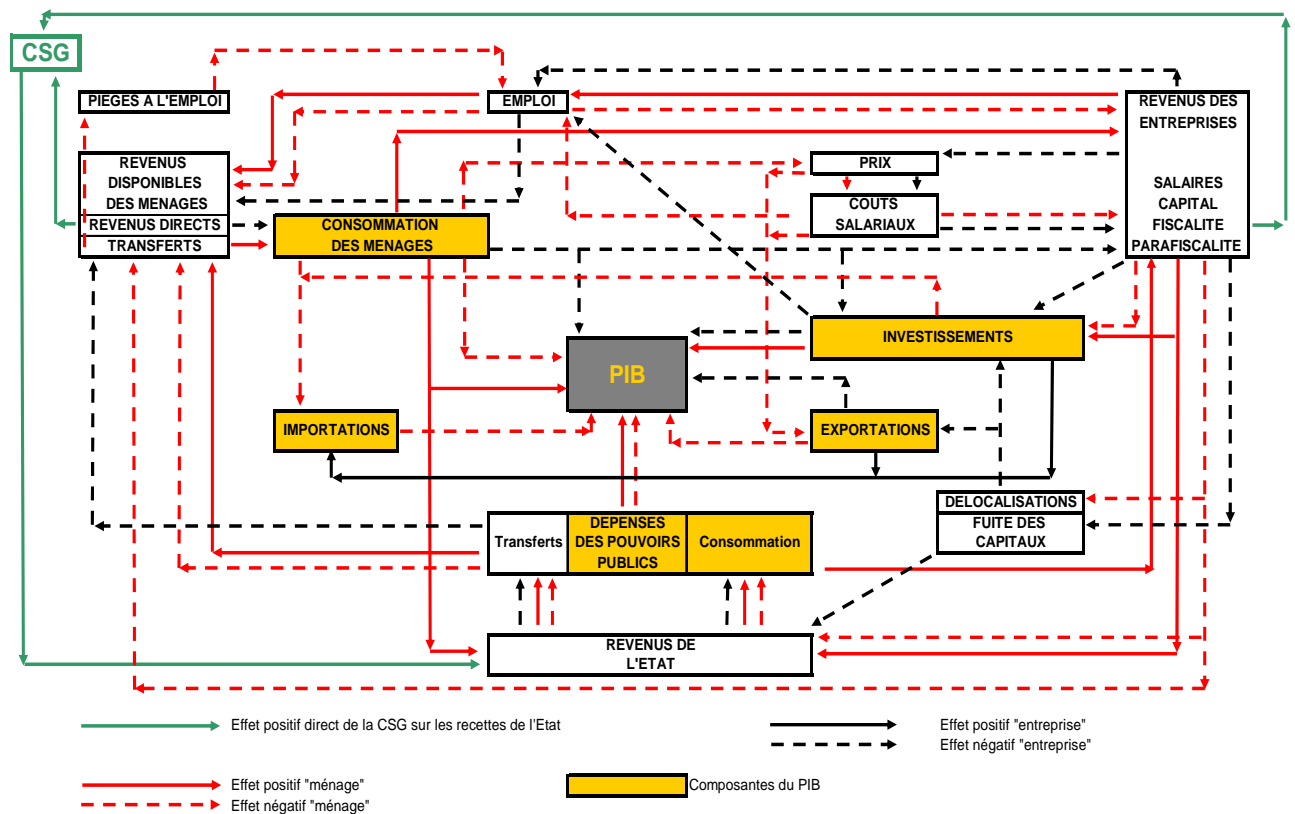 CSG
PIEGES A L'EMPLOI
EMPLOI
REVENUS DES
ENTREPRISES
SALAIRES
CAPITAL
FISCALITE
PARAFISCALITE
REVENUS
DISPONIBLES
DES MENAGES
REVENUS DIRECTS
TRANSFERTS
PRIX
COUTS
SALARIAUX
CONSOMMATION
DES MENAGES
INVESTISSEMENTS
PIB
IMPORTATIONS
EXPORTATIONS
DELOCALISATIONS
FUITE DES
CAPITAUX
Transferts
DEPENSES
DES POUVOIRS
PUBLICS
Consommation
REVENUS DE
L'ETAT
Effet positif direct de la CSG sur les recettes de l'Etat
Effet positif "entreprise"
Effet négatif "entreprise"
Effet positif "ménage"
Effet négatif "ménage"
Composantes du PIB